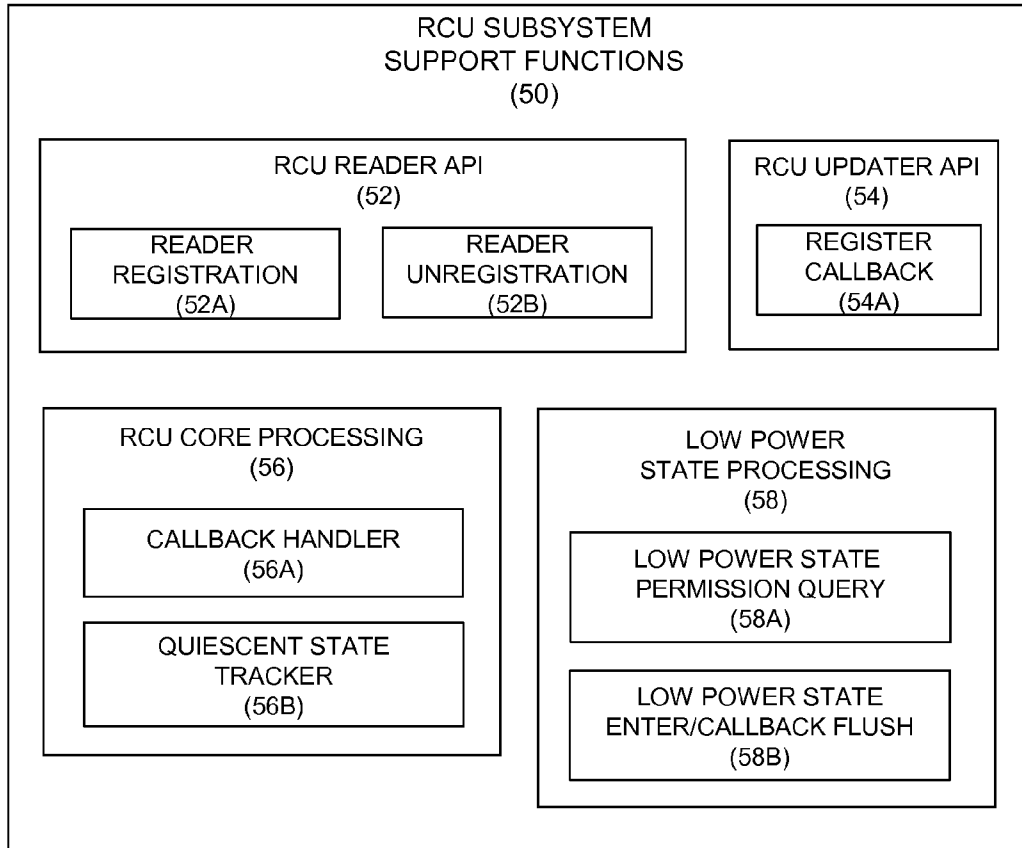 RCU SUBSYSTEM
SUPPORT FUNCTIONS
(50)
RCU READER API
(52)
READER
REGISTRATION
(52A)
READER
UNREGISTRATION
(52B)
RCU UPDATER API
(54)
REGISTER
CALLBACK
(54A)
RCU CORE PROCESSING
(56)
CALLBACK HANDLER
(56A)
QUIESCENT STATE
TRACKER
(56B)
LOW POWER
STATE PROCESSING
(58)
LOW POWER STATE
PERMISSION QUERY
(58A)
LOW POWER STATE
ENTER/CALLBACK FLUSH
(58B)